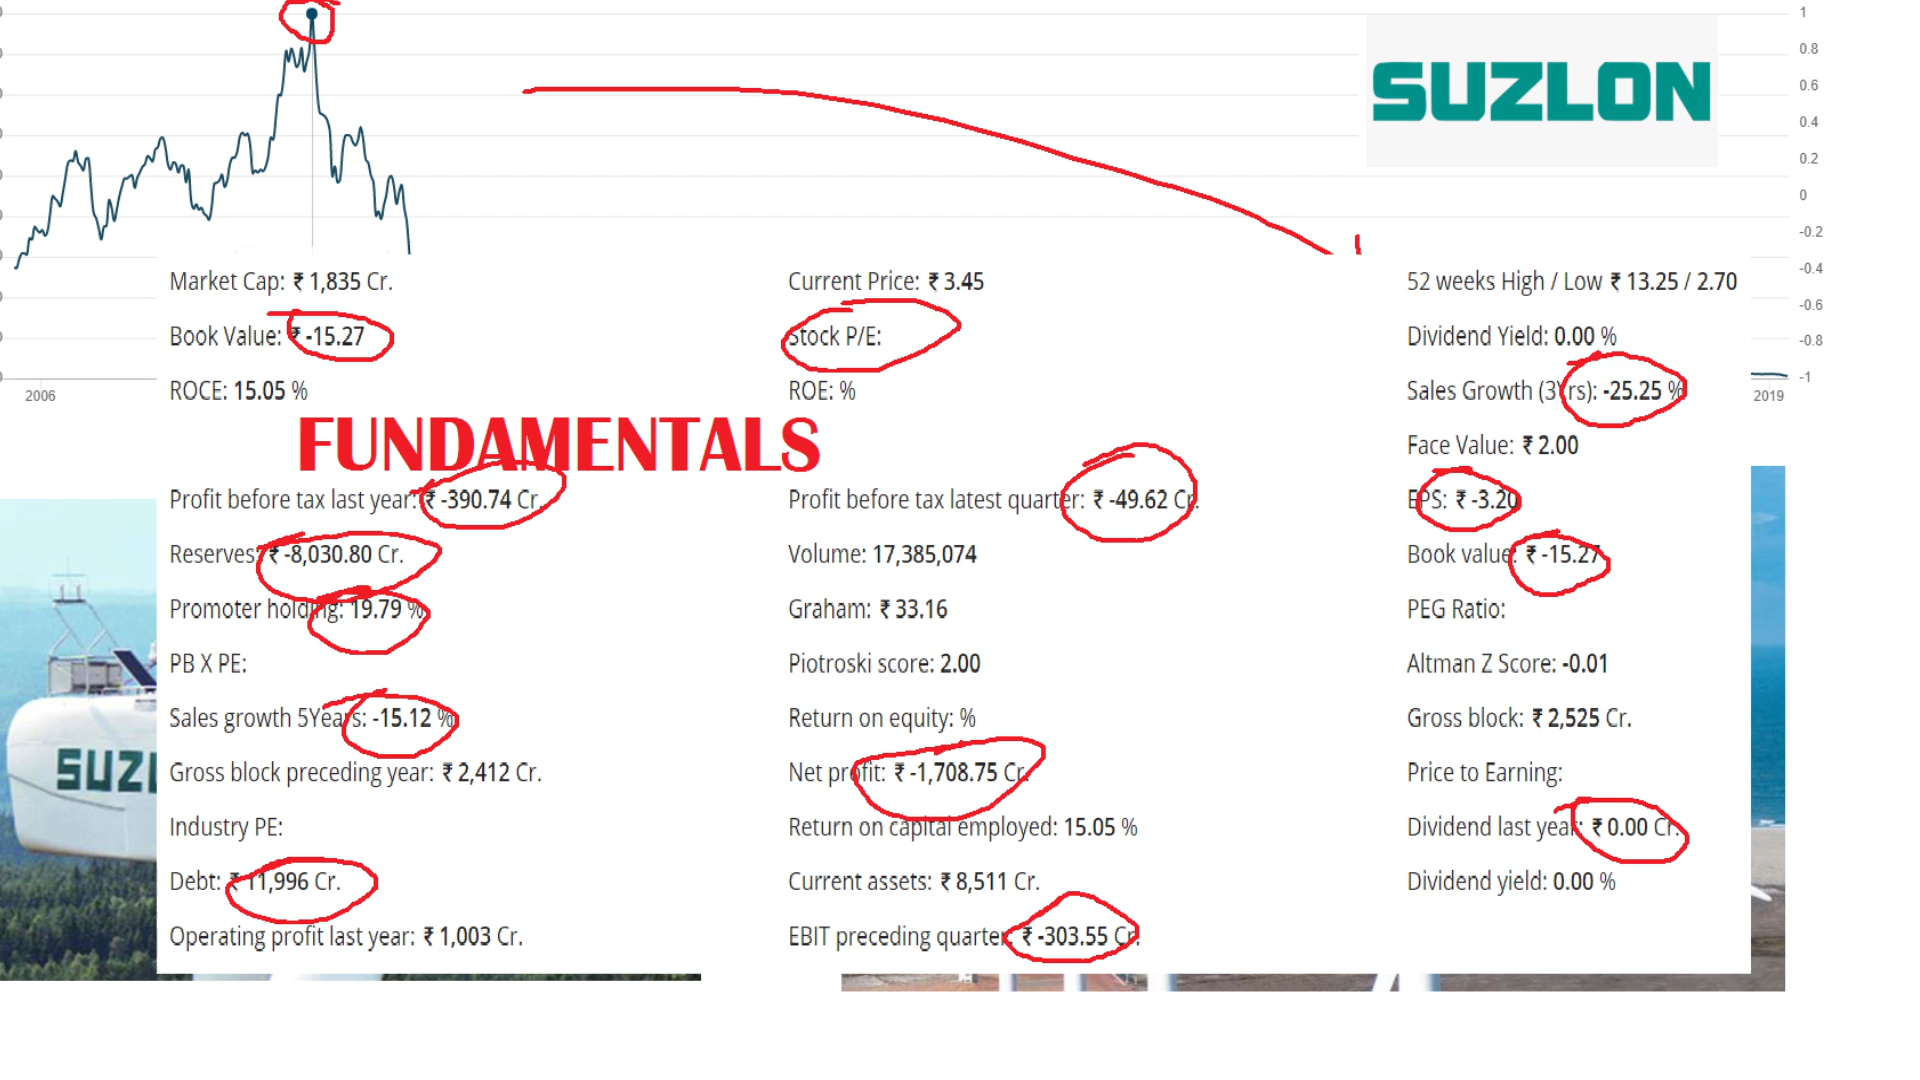 1
0.8
SUZLON
0.6
0.4
0.2
0
-0.2
-0.4
-0.6
-0.8
-1
2006
2019
Market Cap: ₹ 1,835 Cr.
Current Price: ₹ 3.45
52 weeks High / Low ₹ 13.25 / 2.70
Book Value: ₹ -15.27
Stock P/E:
Dividend Yield: 0.00 %
ROCE: 15.05 %
ROE: %
Sales Growth (3Yrs): -25.25 %
FUNDAMENTALS
Face Value: ₹ 2.00
Profit before tax last year: ₹ -390.74 Cr.
Profit before tax latest quarter: ₹ -49.62 Cr.
EPS: ₹ -3.20
Reserves: ₹ -8,030.80 Cr.
Volume: 17,385,074
Book value: ₹ -15.27
Promoter holding: 19.79 %
Graham: ₹ 33.16
PEG Ratio:
PB X PE:
Piotroski score: 2.00
Altman Z Score: -0.01
Sales growth 5Years: -15.12 %
Return on equity: %
Gross block: ₹ 2,525 Cr.
SUZL
Gross block preceding year: ₹ 2,412 Cr.
Net profit: ₹ -1,708.75 Cr.
Price to Earning:
Industry PE:
Return on capital employed: 15.05 %
Dividend last year: ₹ 0.00 Cr.
Debt: ₹ 11,996 Cr.
Current assets: ₹ 8,511 Cr.
Dividend yield: 0.00 %
Operating profit last year: ₹ 1,003 Cr.
EBIT preceding quarter: ₹ -303.55 Cr.